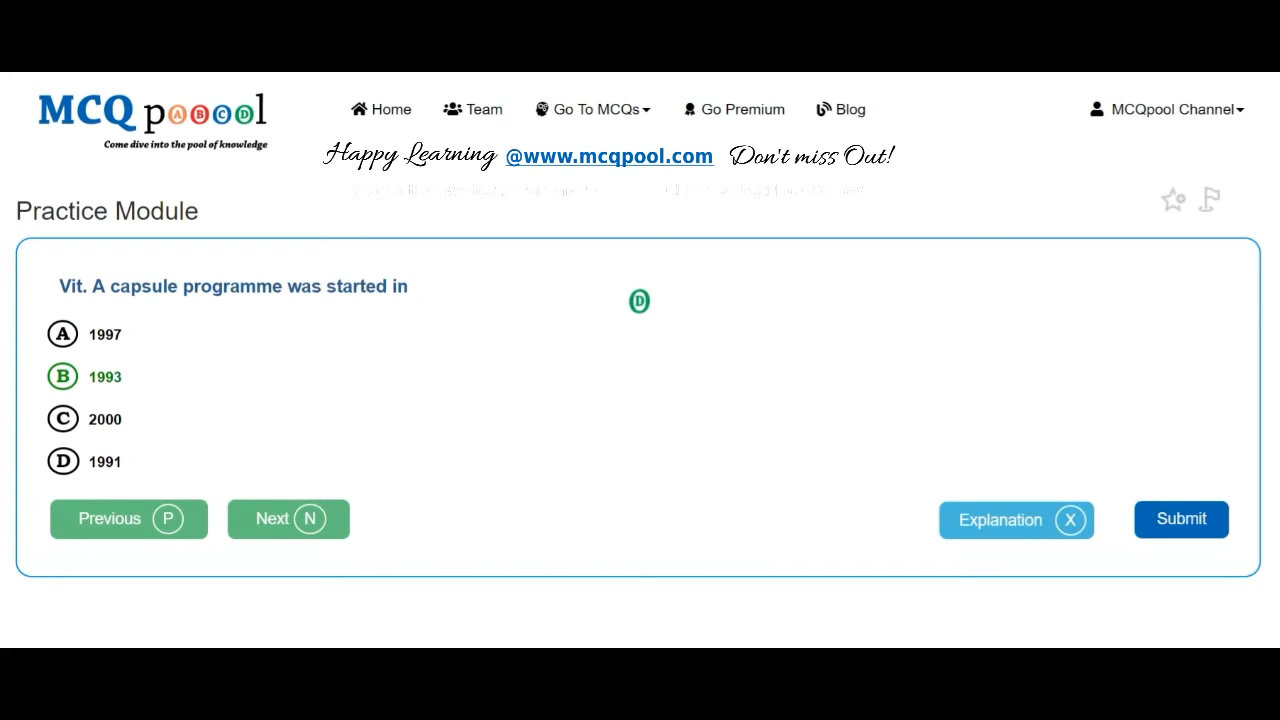 MCQ pooool
Come dive into the pool of knowledge
Home Team Go To MCQs Go Premium Blog MCQpool Channel
Happy Learning @www.mcqpool.com Don't miss Out!
Practice Module
Vit. A capsule programme was started in
D
A 1997
B 1993
C 2000
D 1991
Previous P Next N Explanation X Submit